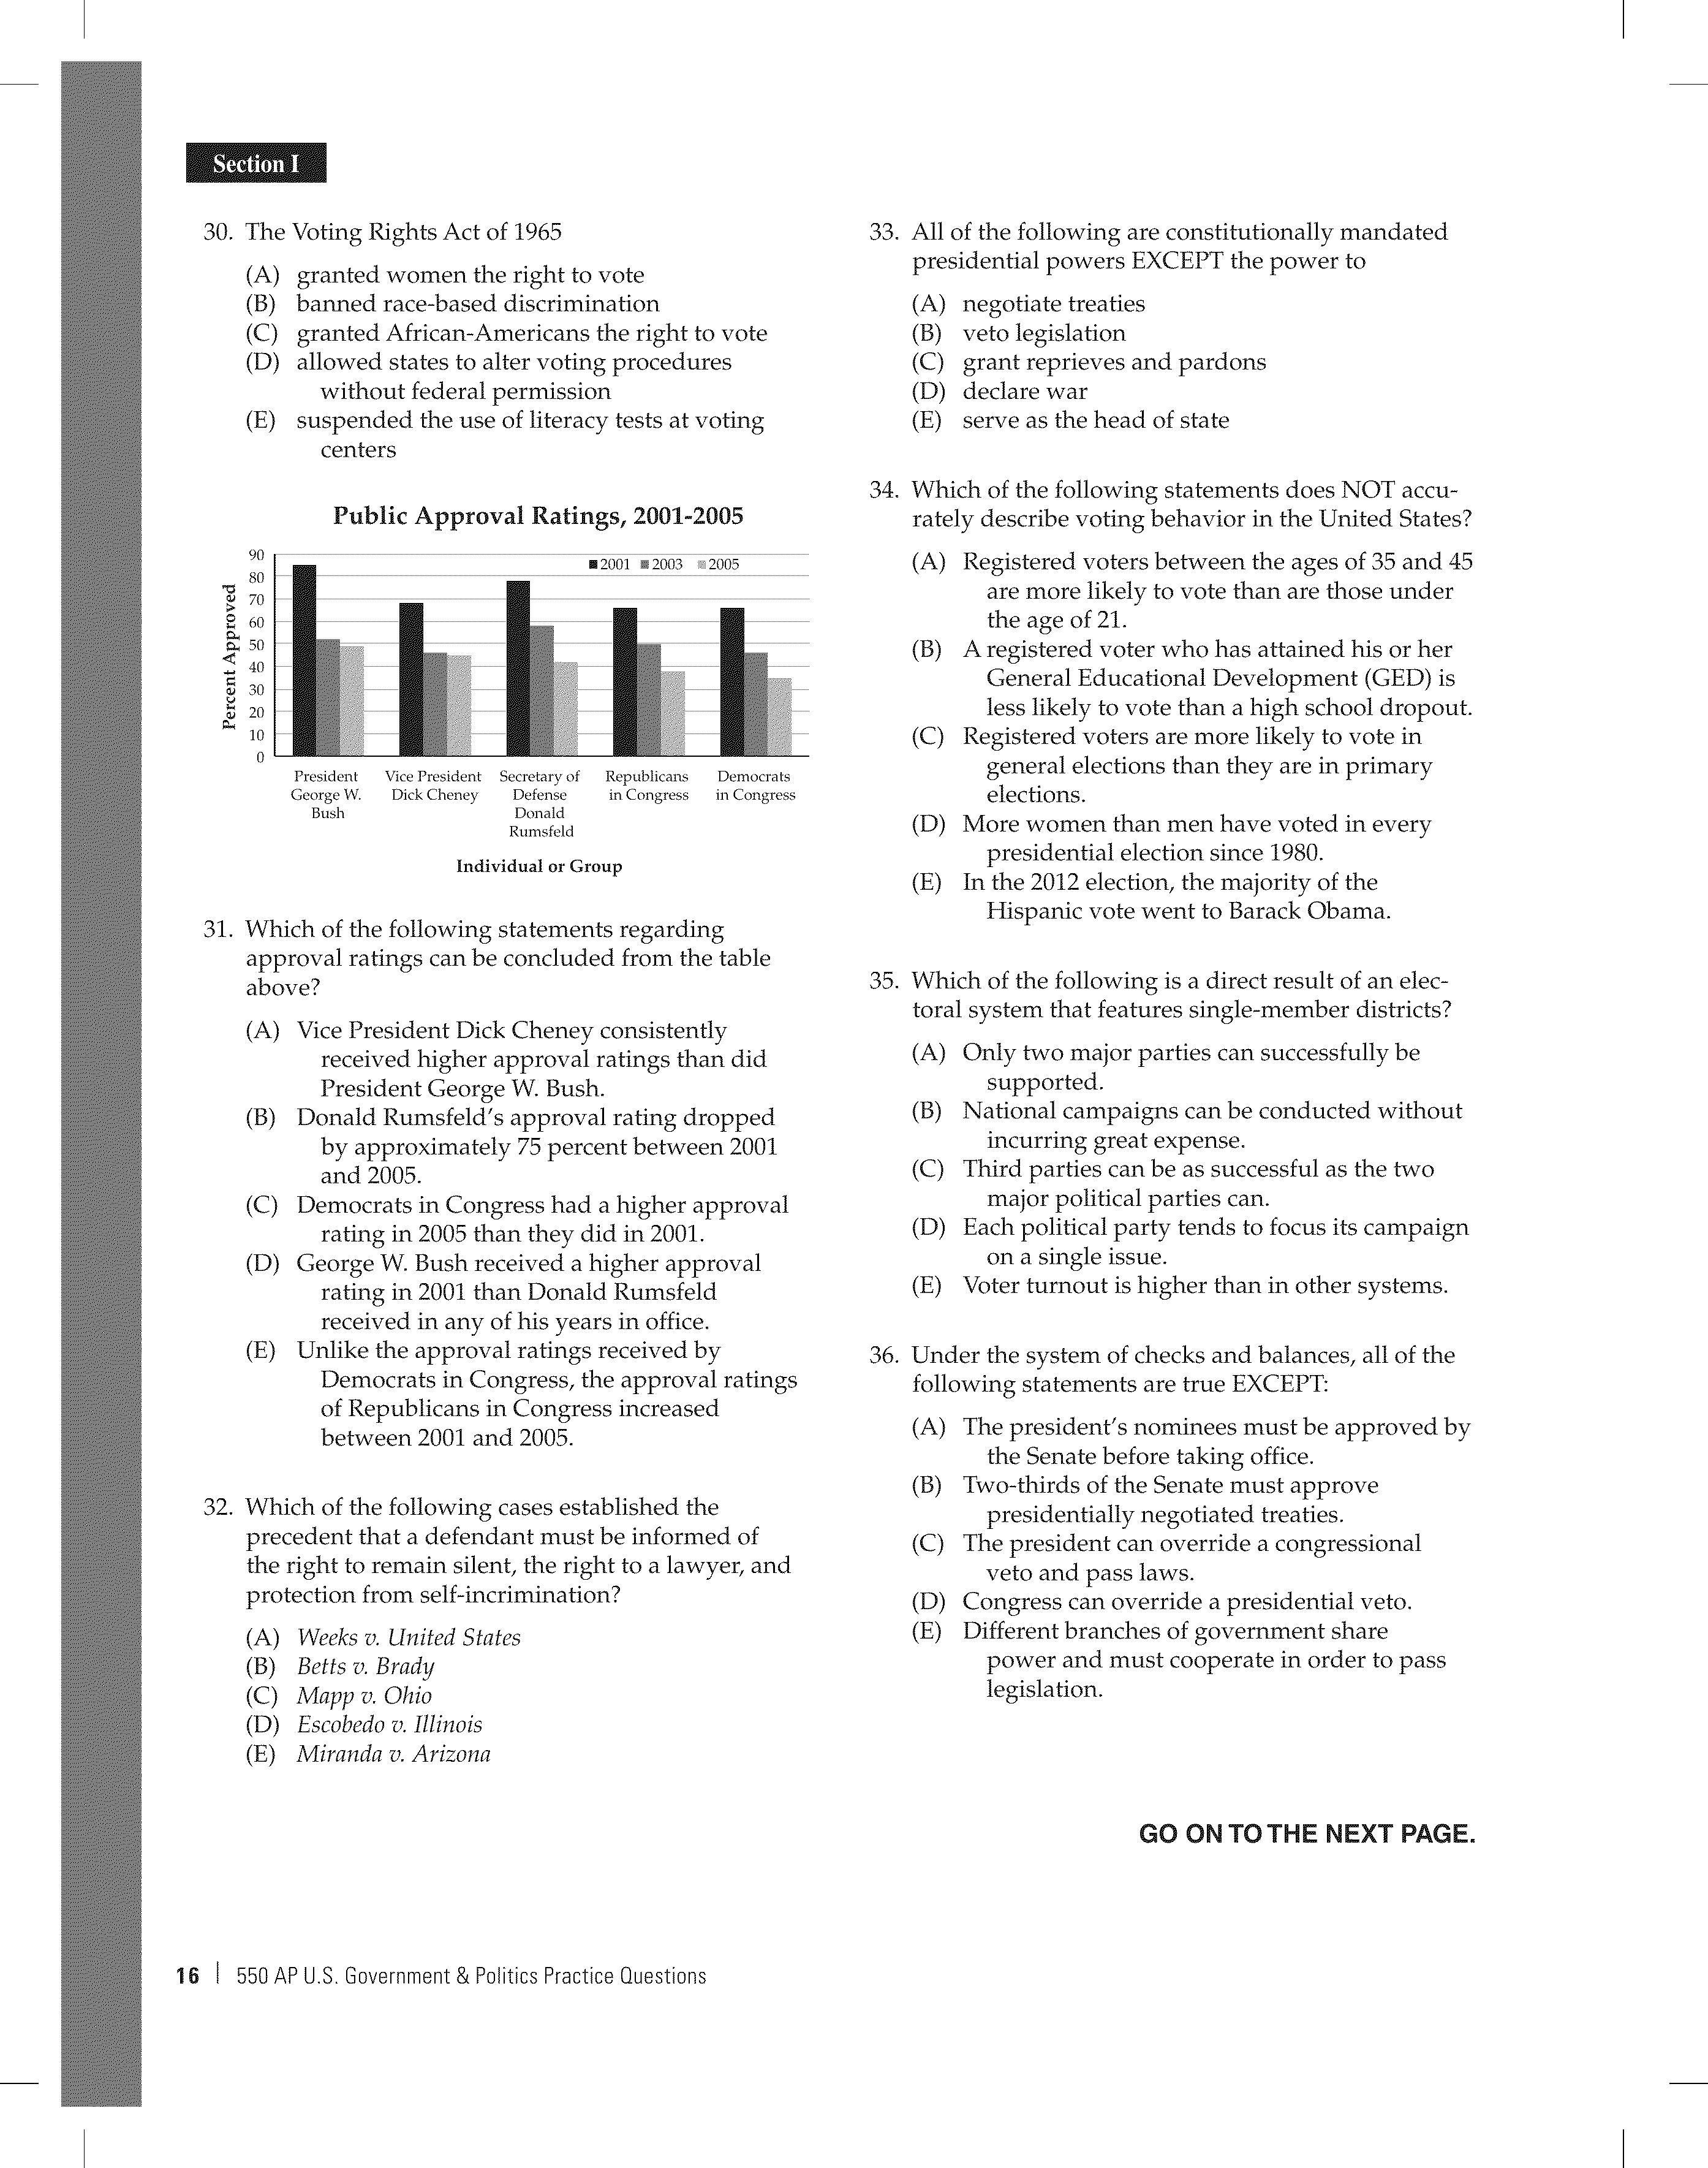 Section I
30. The Voting Rights Act of 1965
(A) granted women the right to vote
(B) banned race-based discrimination
(C) granted African-Americans the right to vote
(D) allowed states to alter voting procedures
without federal permission
(E) suspended the use of literacy tests at voting
centers
Public Approval Ratings, 2001-2005
90
80
70
60
50
40
30
20
10
0
Percent Approved
2001 2003 2005
President
George W.
Bush
Vice President
Dick Cheney
Secretary of
Defense
Donald
Rumsfeld
Republicans
in Congress
Democrats
in Congress
Individual or Group
31. Which of the following statements regarding
approval ratings can be concluded from the table
above?
(A) Vice President Dick Cheney consistently
received higher approval ratings than did
President George W. Bush.
(B) Donald Rumsfeld's approval rating dropped
by approximately 75 percent between 2001
and 2005.
(C) Democrats in Congress had a higher approval
rating in 2005 than they did in 2001.
(D) George W. Bush received a higher approval
rating in 2001 than Donald Rumsfeld
received in any of his years in office.
(E) Unlike the approval ratings received by
Democrats in Congress, the approval ratings
of Republicans in Congress increased
between 2001 and 2005.
32. Which of the following cases established the
precedent that a defendant must be informed of
the right to remain silent, the right to a lawyer, and
protection from self-incrimination?
(A) Weeks v. United States
(B) Betts v. Brady
(C) Mapp v. Ohio
(D) Escobedo v. Illinois
(E) Miranda v. Arizona
33. All of the following are constitutionally mandated
presidential powers EXCEPT the power to
(A) negotiate treaties
(B) veto legislation
(C) grant reprieves and pardons
(D) declare war
(E) serve as the head of state
34. Which of the following statements does NOT accu-
rately describe voting behavior in the United States?
(A) Registered voters between the ages of 35 and 45
are more likely to vote than are those under
the age of 21.
(B) A registered voter who has attained his or her
General Educational Development (GED) is
less likely to vote than a high school dropout.
(C) Registered voters are more likely to vote in
general elections than they are in primary
elections.
(D) More women than men have voted in every
presidential election since 1980.
(E) In the 2012 election, the majority of the
Hispanic vote went to Barack Obama.
35. Which of the following is a direct result of an elec-
toral system that features single-member districts?
(A) Only two major parties can successfully be
supported.
(B) National campaigns can be conducted without
incurring great expense.
(C) Third parties can be as successful as the two
major political parties can.
(D) Each political party tends to focus its campaign
on a single issue.
(E) Voter turnout is higher than in other systems.
36. Under the system of checks and balances, all of the
following statements are true EXCEPT:
(A) The president's nominees must be approved by
the Senate before taking office.
(B) Two-thirds of the Senate must approve
presidentially negotiated treaties.
(C) The president can override a congressional
veto and pass laws.
(D) Congress can override a presidential veto.
(E) Different branches of government share
power and must cooperate in order to pass
legislation.
GO ON TO THE NEXT PAGE.
16 | 550 AP U.S. Government & Politics Practice Questions